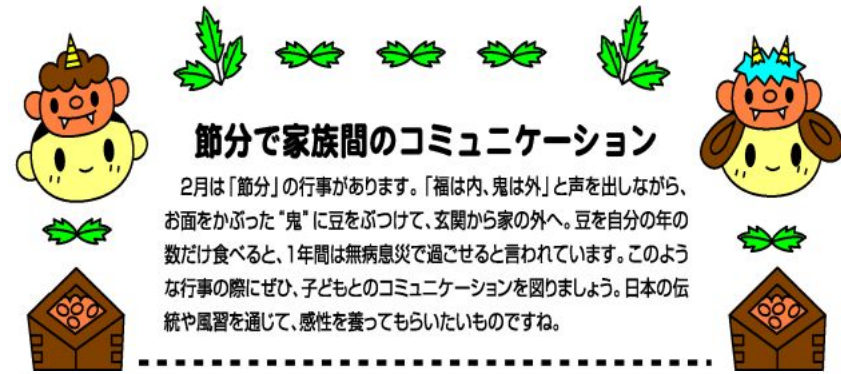 節分で家族間のコミュニケーション
2月は「節分」の行事があります。「福は内、鬼は外」と声を出しながら、
お面をかぶった“鬼”に豆をぶつけて、玄関から家の外へ。豆を自分の年の
数だけ食べると、1年間は無病息災で過ごせると言われています。このよう
な行事の際にぜひ、子どもとのコミュニケーションを図りましょう。日本の伝
統や風習を通じて、感性を養ってもらいたいものですね。